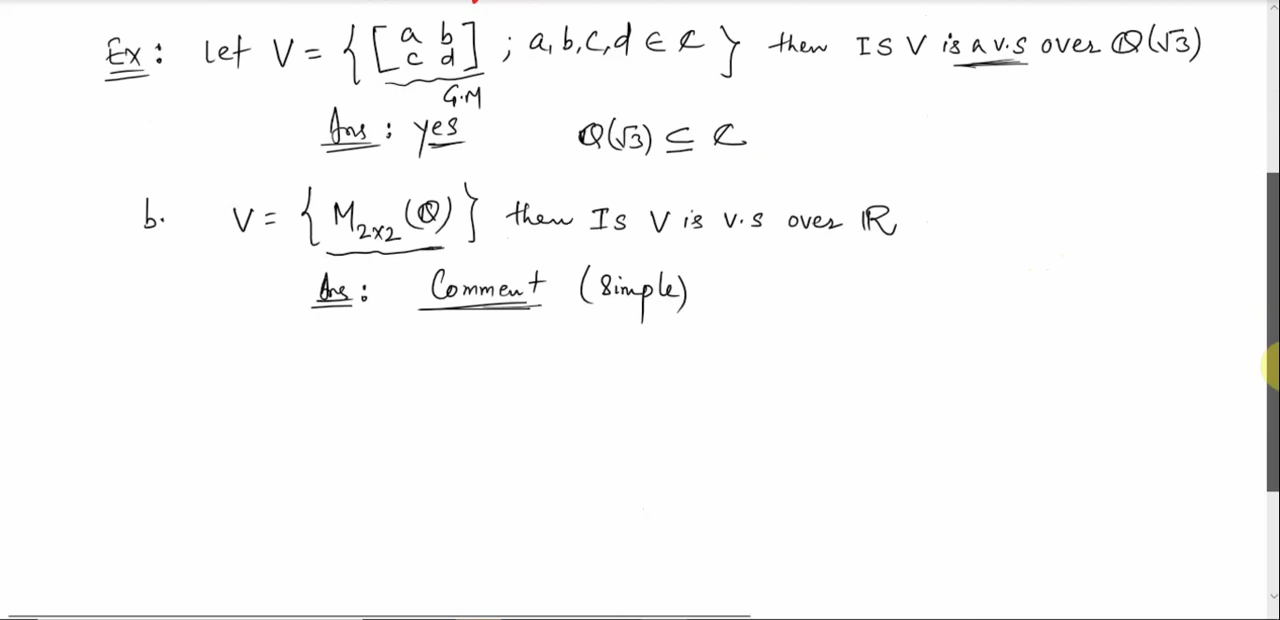 Ex : Let V = { [ a b c d ] ; a, b, c, d ∈ ℂ } then IS V is a v.s over Q(√3)
G.M
Ans : yes Q(√3) ⊆ ℂ
b. V = { M2x2 (Q) } then Is V is v.s over ℝ
Ans : Comment (Simple)